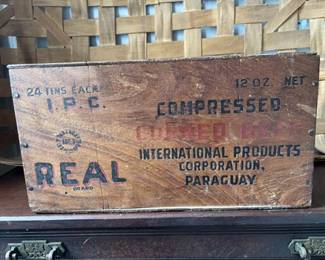 24 TINS EACH 12 OZ. NET
I.P.C. COMPRESSED
CORNED BEEF
REAL
BRAND
INTERNATIONAL PRODUCTS
CORPORATION,
PARAGUAY